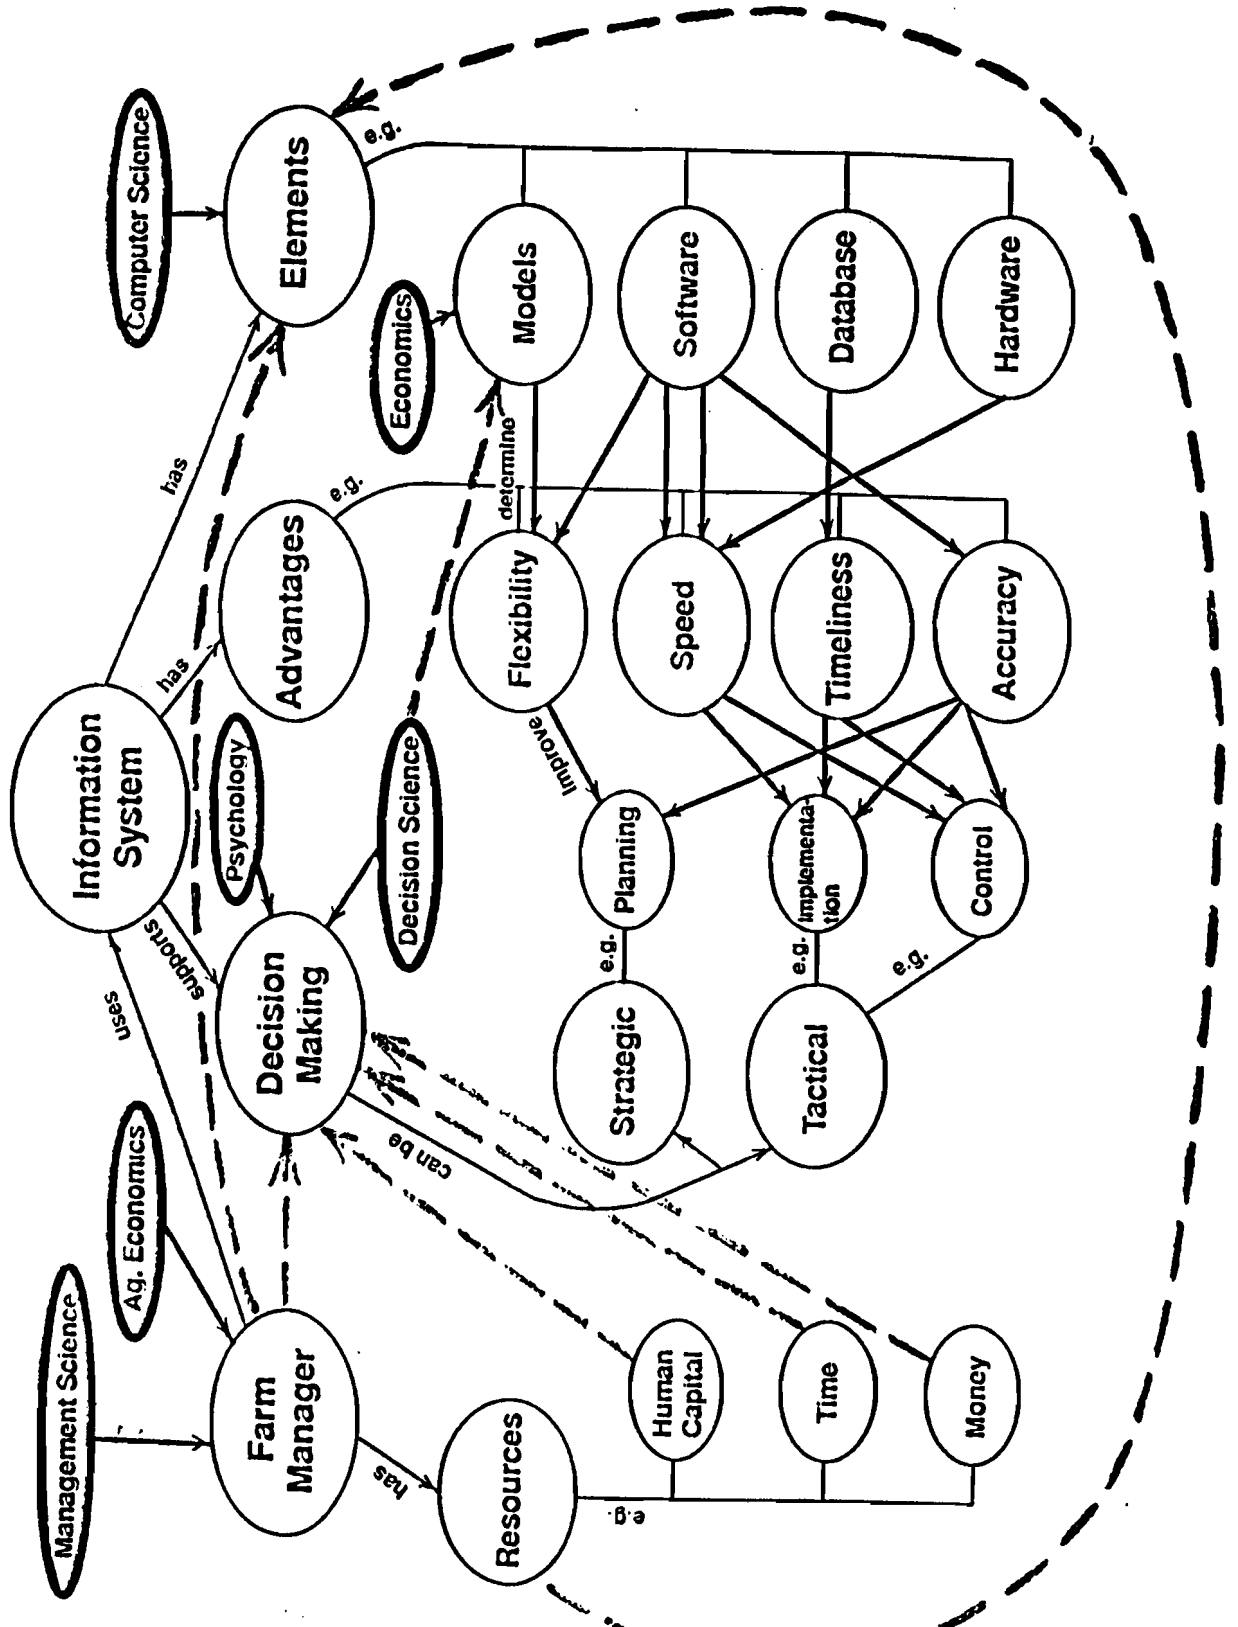 Information
System
Management Science
Ag. Economics
Computer Science
uses
supports
has
has
Psychology
Farm
Manager
Decision
Making
Advantages
Elements
Decision Science
Economics
has
can be
e.g.
e.g.
Resources
Strategic
Tactical
e.g.
e.g.
e.g.
e.g.
Planning
Implementa-
tion
Control
Improve
Flexibility
Speed
Timeliness
Accuracy
determine
Models
Software
Database
Hardware
Human
Capital
Time
Money